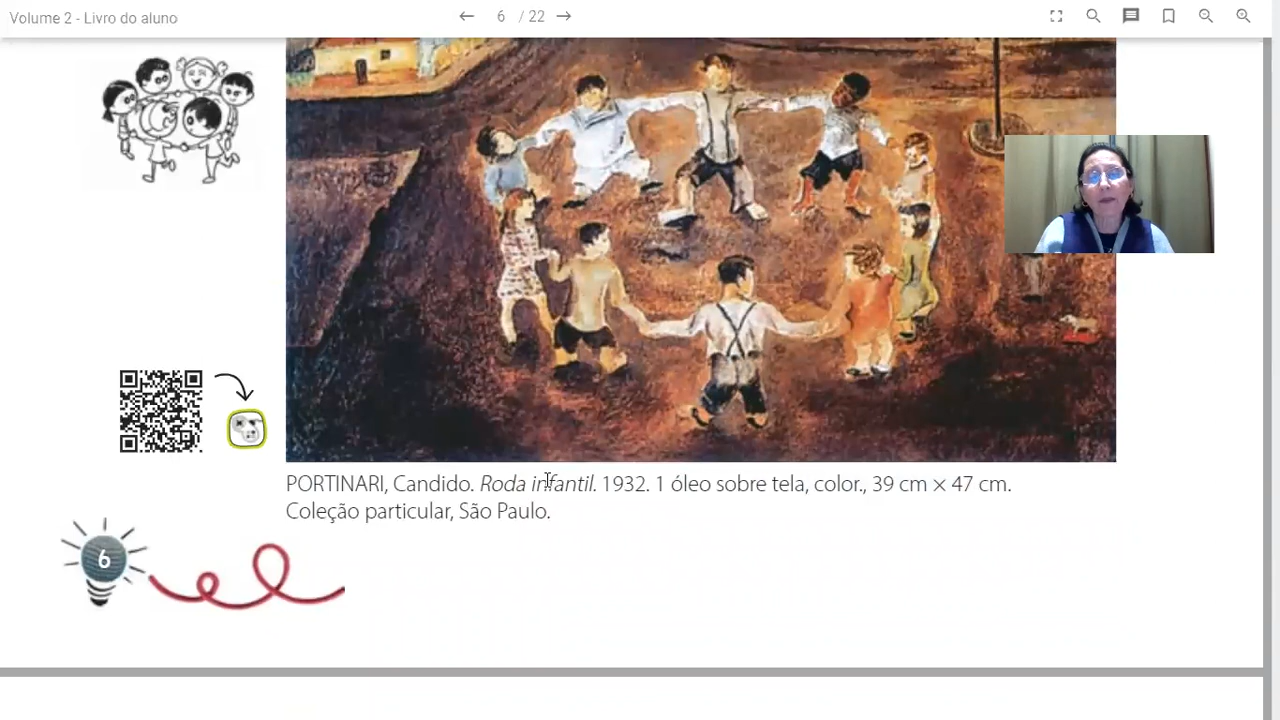 Volume 2 - Livro do aluno
6 / 22
PORTINARI, Candido. Roda infantil. 1932. 1 óleo sobre tela, color., 39 cm × 47 cm.
Coleção particular, São Paulo.
6